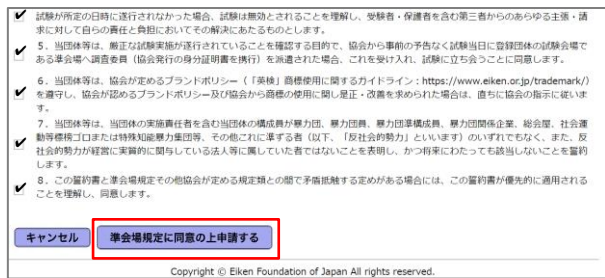 試験が所定の日時に遂行されなかった場合、試験は無効とされることを理解し、受験者・保護者を含む第三者からのあらゆる主張・請
求に対して自らの責任と負担においてその解決にあたるものとします。
5．当団体等は、厳正な試験実施が遂行されていることを確認する目的で、協会から事前の予告なく試験当日に登録団体の試験会場で
ある準会場へ調査委員（協会発行の身分証明書を携行）を派遣された場合、これを受け入れ、試験に立ち会うことに同意します。
6．当団体等は、協会が定めるブランドポリシー（「英検」商標使用に関するガイドライン：https://www.eiken.or.jp/trademark/）
を遵守し、協会が認めるブランドポリシー及び協会から商標の使用に関し是正・改善を求められた場合は、直ちに協会の指示に従いま
す。
7．当団体等は、当団体の実施責任者を含む当団体の構成員が暴力団、暴力団員、暴力団準構成員、暴力団関係企業、総会屋、社会運
動等標榜ゴロまたは特殊知能暴力集団等、その他これに準ずる者（以下、「反社会的勢力」といいます）のいずれでもなく、また、反
社会的勢力が経営に実質的に関与している法人等に属していた者ではないことを表明し、かつ将来にわたっても該当しないことを誓約
します。
8．この誓約書と準会場規定その他協会が定める規定類との間で矛盾抵触する定めがある場合には、この誓約書が優先的に適用される
ことを理解し、同意します。
キャンセル 準会場規定に同意の上申請する
Copyright © Eiken Foundation of Japan All rights reserved.